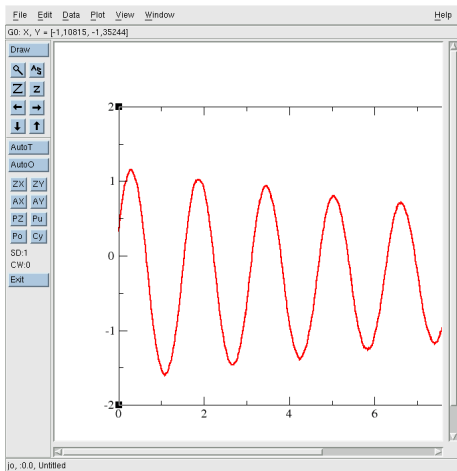 File Edit Data Plot View Window Help
G0: X, Y = [-1,10815, -1,35244]
Draw
AS
Z z
AutoT
AutoO
ZX ZY
AX AY
PZ Pu
Po Cy
SD:1
CW:0
Exit
2
1
0
-1
-2
0 2 4 6
jo, :0.0, Untitled